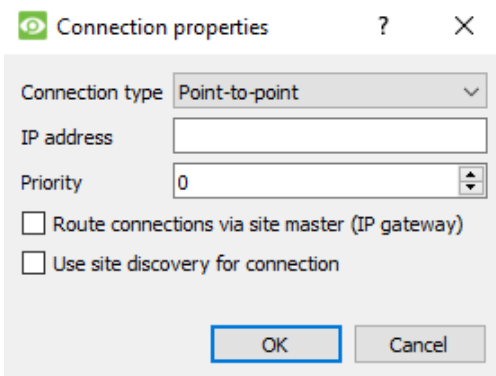 Connection properties ?
Connection type Point-to-point
IP address
Priority 0
Route connections via site master (IP gateway)
Use site discovery for connection
OK Cancel